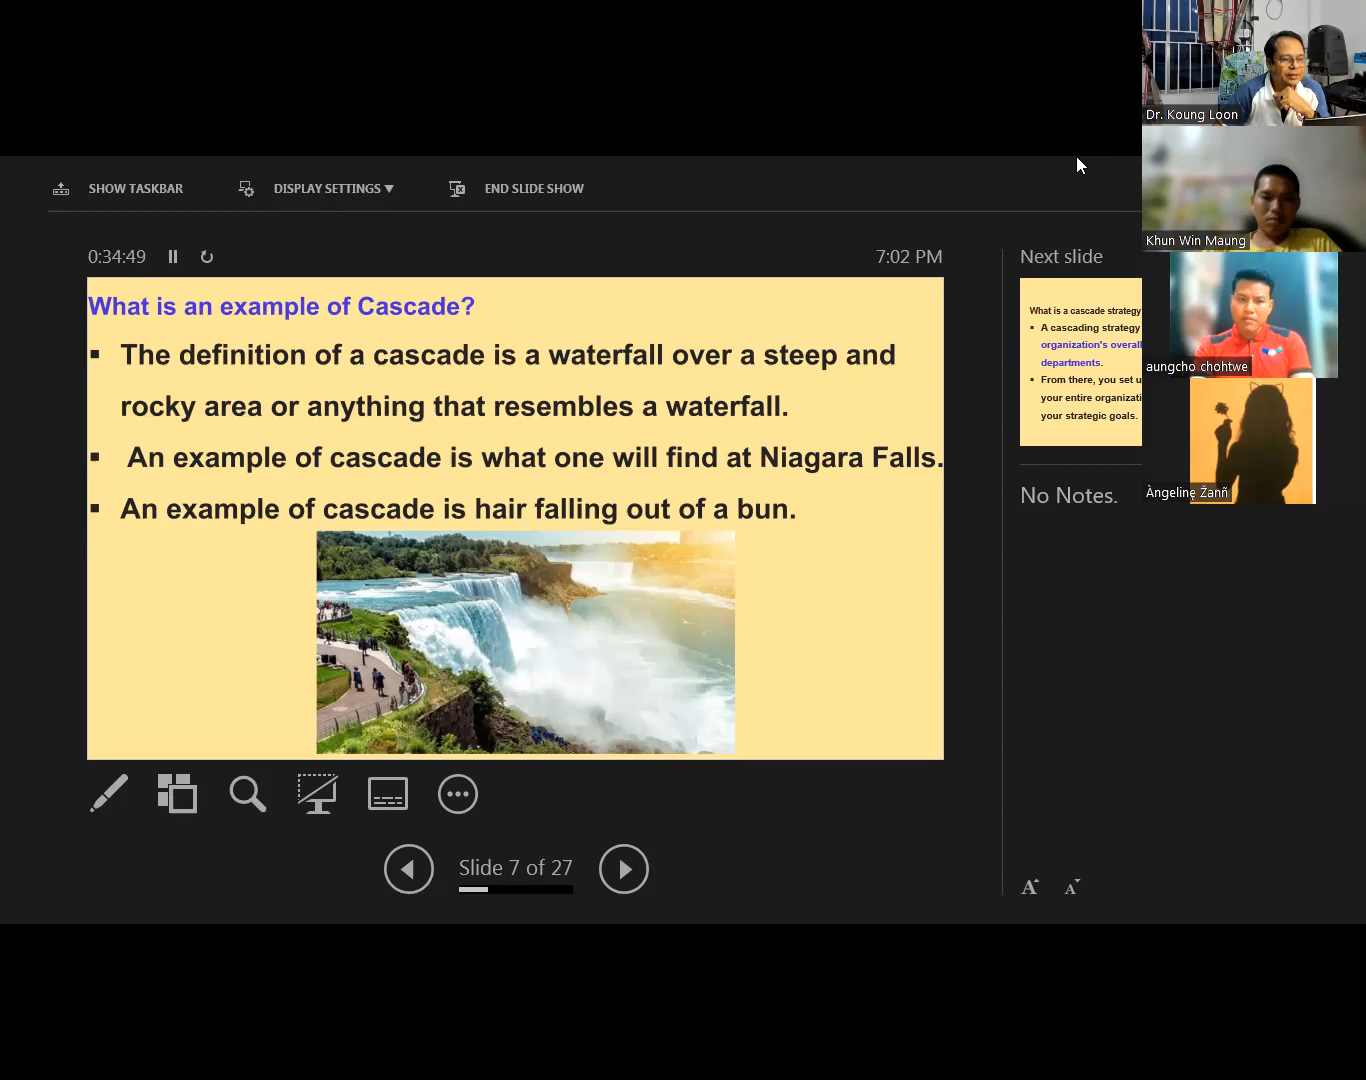 SHOW TASKBAR
DISPLAY SETTINGS ▼
END SLIDE SHOW
0:34:49
7:02 PM
What is an example of Cascade?
▪ The definition of a cascade is a waterfall over a steep and
rocky area or anything that resembles a waterfall.
▪ An example of cascade is what one will find at Niagara Falls.
▪ An example of cascade is hair falling out of a bun.
Slide 7 of 27
Next slide
What is a cascade strategy
▪ A cascading strategy
organization's overall
departments.
▪ From there, you set u
your entire organizati
your strategic goals.
No Notes.
A A
Dr. Koung Loon
Khun Win Maung
aungcho chohtwe
Àngelinę Žanñ